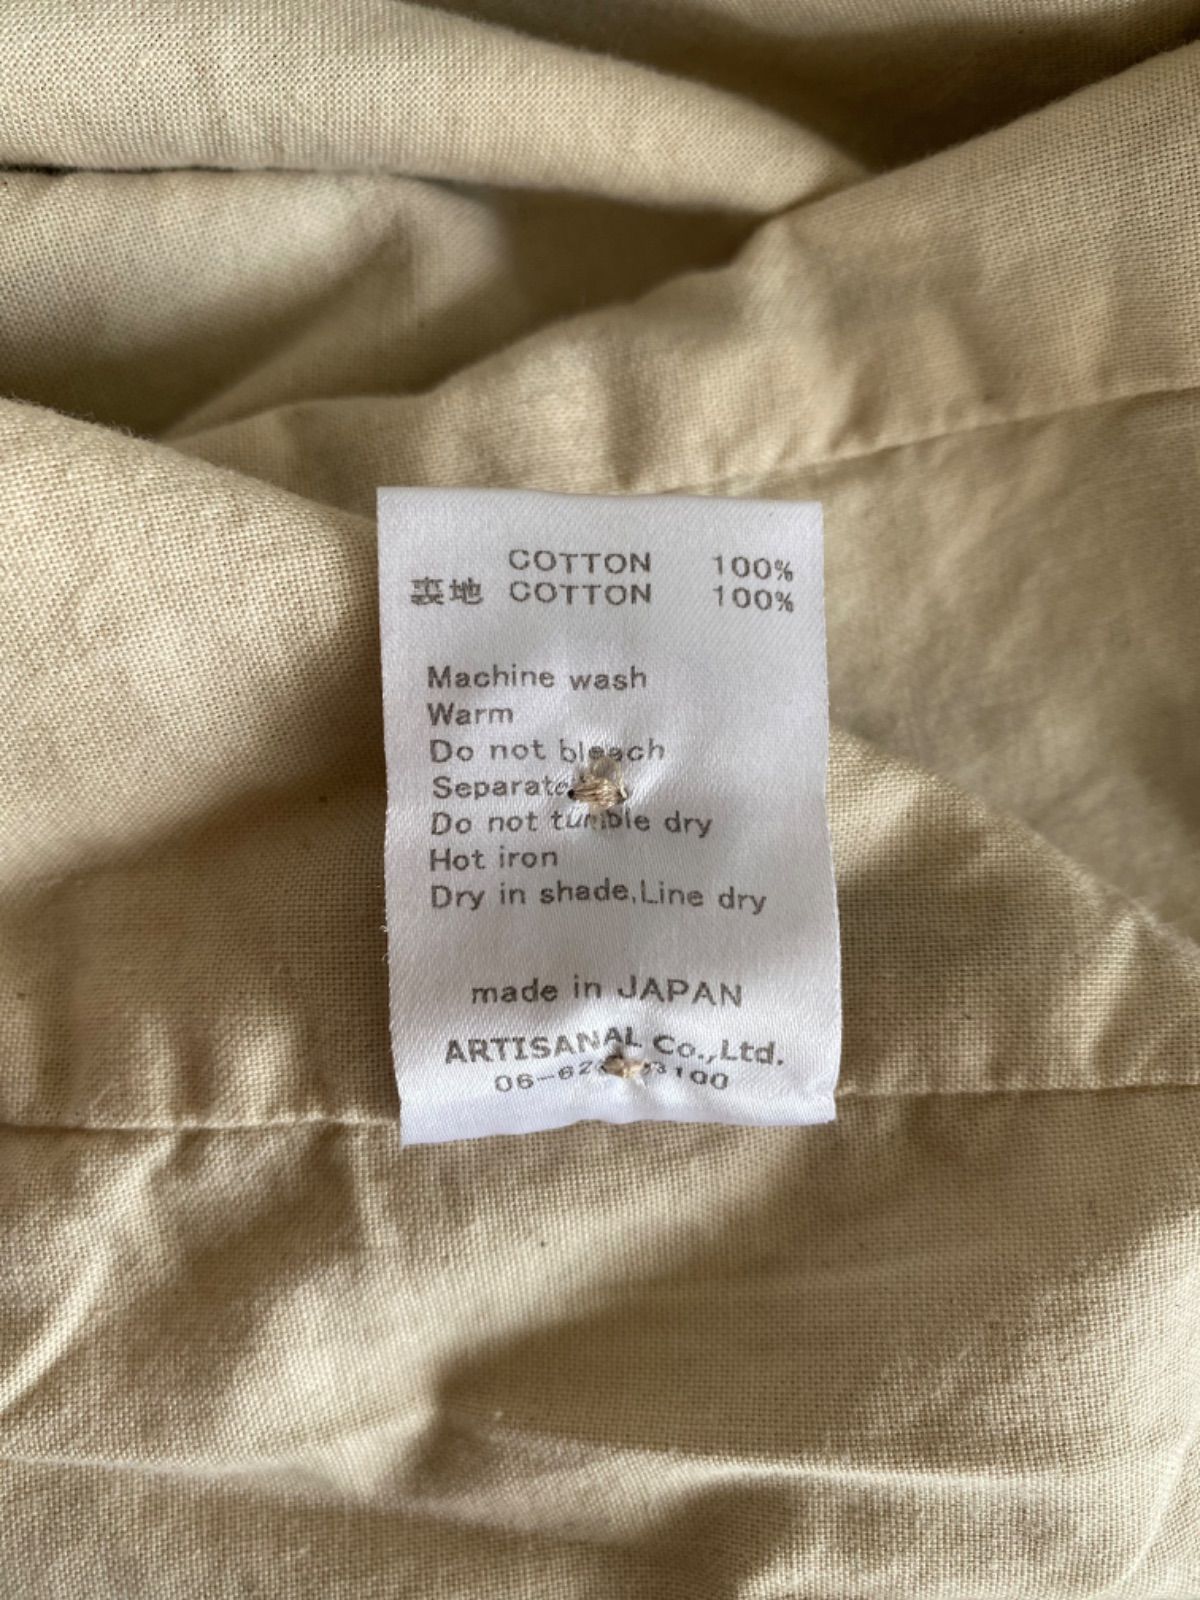 COTTON 100%
裏地 COTTON 100%
Machine wash
Warm
Do not bleach
Separate
Do not tumble dry
Hot iron
Dry in shade,Line dry
made in JAPAN
ARTISANAL Co.,Ltd.